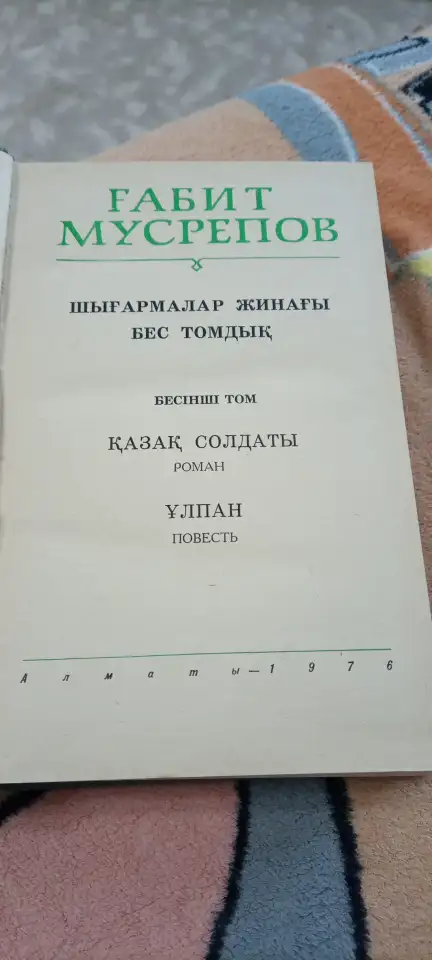 ҒАБИТ
МҮСРЕПОВ
ШЫҒАРМАЛАР ЖИНАҒЫ
БЕС ТОМДЫҚ
БЕСІНШІ ТОМ
ҚАЗАҚ СОЛДАТЫ
РОМАН
ҰЛПАН
ПОВЕСТЬ
Алматы—1976